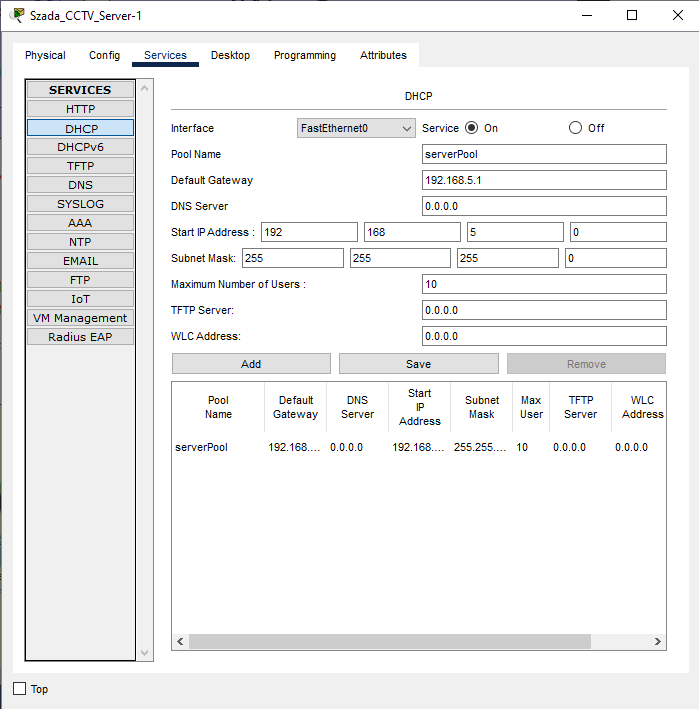 Szada_CCTV_Server-1
Physical Config Services Desktop Programming Attributes
SERVICES
HTTP
DHCP
DHCPv6
TFTP
DNS
SYSLOG
AAA
NTP
EMAIL
FTP
IoT
VM Management
Radius EAP
DHCP
Interface FastEthernet0 Service On Off
Pool Name serverPool
Default Gateway 192.168.5.1
DNS Server 0.0.0.0
Start IP Address : 192 168 5 0
Subnet Mask: 255 255 255 0
Maximum Number of Users : 10
TFTP Server: 0.0.0.0
WLC Address: 0.0.0.0
Add Save Remove
Pool Name Default Gateway DNS Server Start IP Address Subnet Mask Max User TFTP Server WLC Address
serverPool 192.168.... 0.0.0.0 192.168.... 255.255.... 10 0.0.0.0 0.0.0.0
Top